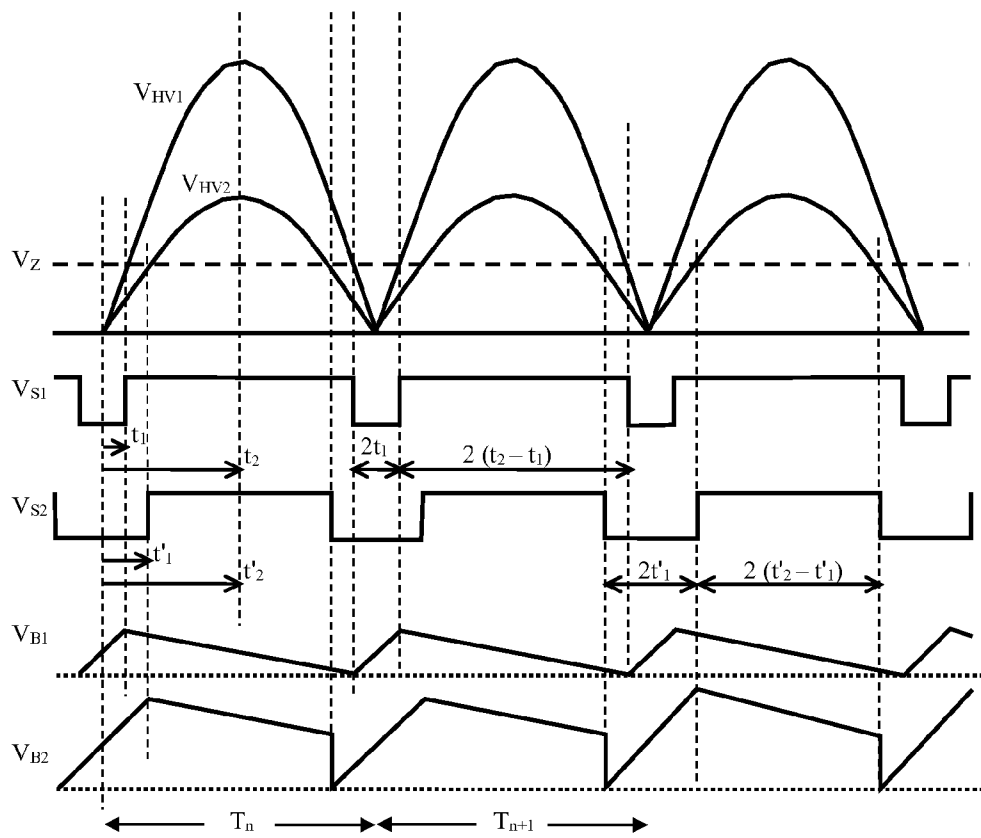 V_HV1
V_HV2
V_Z
V_S1
t_1
2t_1
2 (t_2 – t_1)
t_2
V_S2
t'_1
t'_2
2t'_1
2 (t'_2 – t'_1)
V_B1
V_B2
T_n
T_n+1